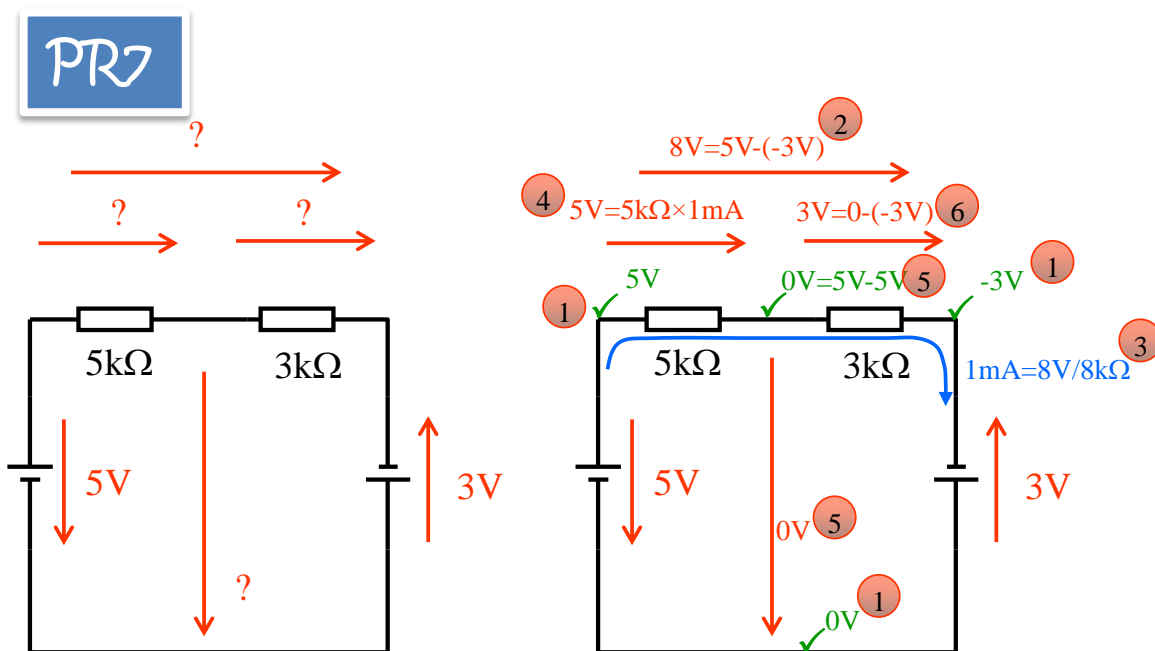 PR7
?
?
?
5kΩ
3kΩ
5V
3V
?
2
8V=5V-(-3V)
4
5V=5kΩ×1mA
3V=0-(-3V)
6
1
5V
0V=5V-5V
5
-3V
1
5kΩ
3kΩ
1mA=8V/8kΩ
3
5V
3V
0V
5
0V
1